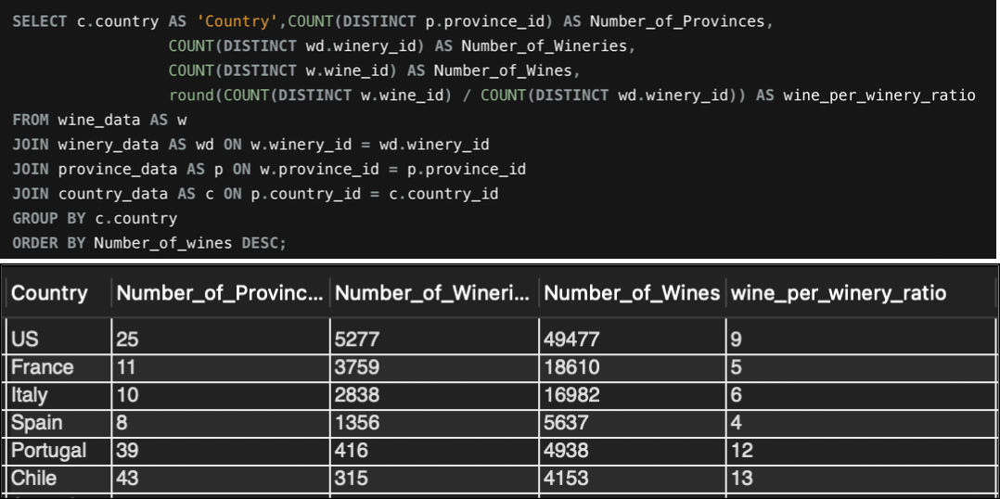 SELECT c.country AS 'Country',COUNT(DISTINCT p.province_id) AS Number_of_Provinces,
COUNT(DISTINCT wd.winery_id) AS Number_of_Wineries,
COUNT(DISTINCT w.wine_id) AS Number_of_Wines,
round(COUNT(DISTINCT w.wine_id) / COUNT(DISTINCT wd.winery_id)) AS wine_per_winery_ratio
FROM wine_data AS w
JOIN winery_data AS wd ON w.winery_id = wd.winery_id
JOIN province_data AS p ON w.province_id = p.province_id
JOIN country_data AS c ON p.country_id = c.country_id
GROUP BY c.country
ORDER BY Number_of_wines DESC;
Country Number_of_Provinc... Number_of_Wineri... Number_of_Wines wine_per_winery_ratio
US 25 5277 49477 9
France 11 3759 18610 5
Italy 10 2838 16982 6
Spain 8 1356 5637 4
Portugal 39 416 4938 12
Chile 43 315 4153 13